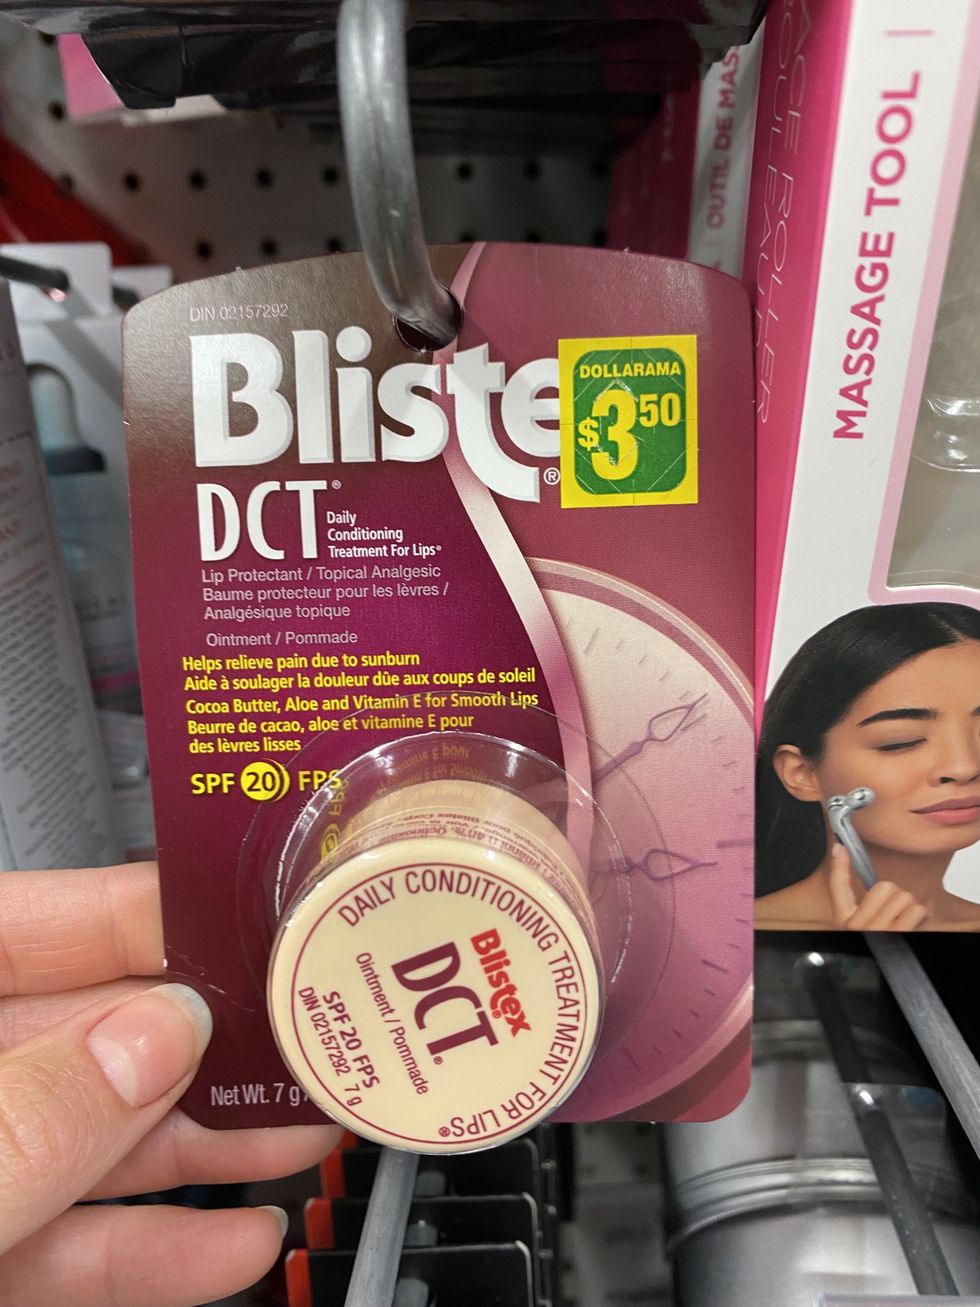 DIN 02157292
Bliste®
DOLLARAMA
$3.50
DCT®
Daily
Conditioning
Treatment For Lips®
Lip Protectant / Topical Analgesic
Baume protecteur pour les lèvres /
Analgésique topique
Ointment / Pommade
Helps relieve pain due to sunburn
Aide à soulager la douleur dûe aux coups de soleil
Cocoa Butter, Aloe and Vitamin E for Smooth Lips
Beurre de cacao, aloe et vitamine E pour
des lèvres lisses
SPF 20 FPS
Net Wt. 7 g
DAILY CONDITIONING TREATMENT FOR LIPS®
Blistex®
DCT®
Ointment / Pommade
SPF 20 FPS
DIN 02157292 7 g
OUTIL DE MAS
FACE ROLLER
ROULEAU
MASSAGE TOOL |